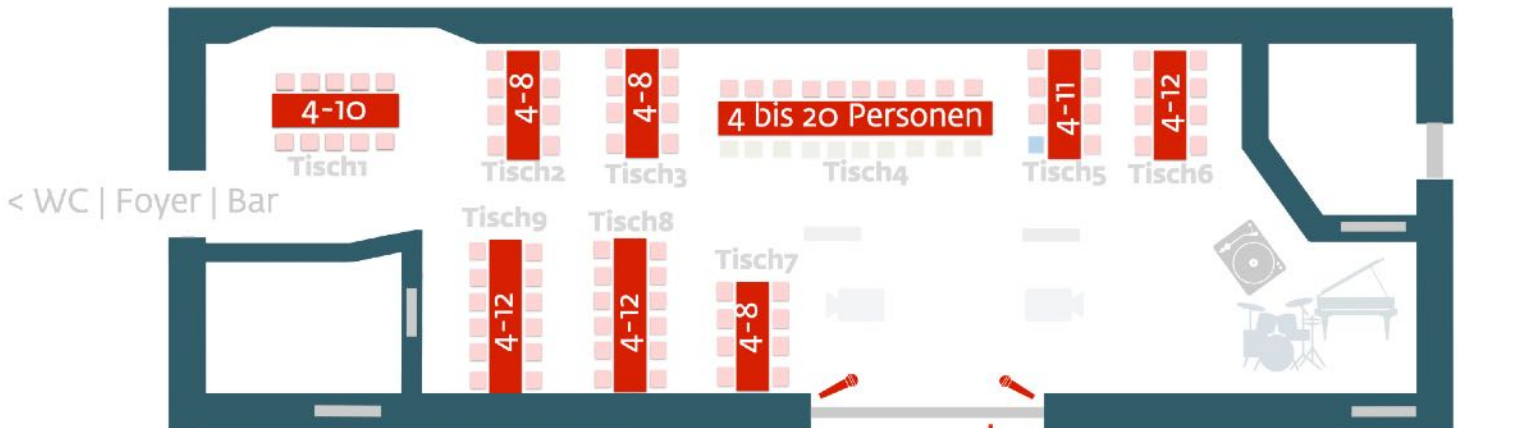 4-10
Tisch1
4-8
Tisch2
4-8
Tisch3
4 bis 20 Personen
Tisch4
4-11
Tisch5
4-12
Tisch6
< WC | Foyer | Bar
Tisch9
4-12
Tisch8
4-12
Tisch7
4-8